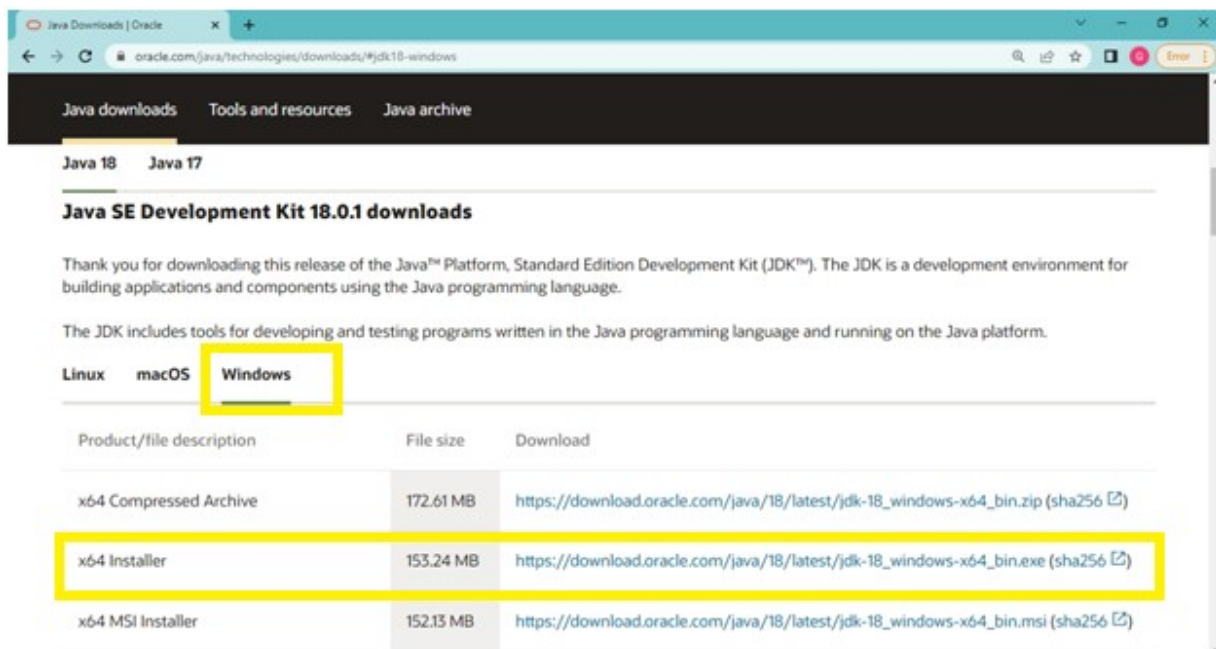 Java Downloads | Oracle
oracle.com/java/technologies/downloads/#jdk18-windows
G
Error
Java downloads Tools and resources Java archive
Java 18 Java 17
Java SE Development Kit 18.0.1 downloads
Thank you for downloading this release of the Java™ Platform, Standard Edition Development Kit (JDK™). The JDK is a development environment for
building applications and components using the Java programming language.
The JDK includes tools for developing and testing programs written in the Java programming language and running on the Java platform.
Linux macOS Windows
Product/file description File size Download
x64 Compressed Archive 172.61 MB https://download.oracle.com/java/18/latest/jdk-18_windows-x64_bin.zip (sha256)
x64 Installer 153.24 MB https://download.oracle.com/java/18/latest/jdk-18_windows-x64_bin.exe (sha256)
x64 MSI Installer 152.13 MB https://download.oracle.com/java/18/latest/jdk-18_windows-x64_bin.msi (sha256)